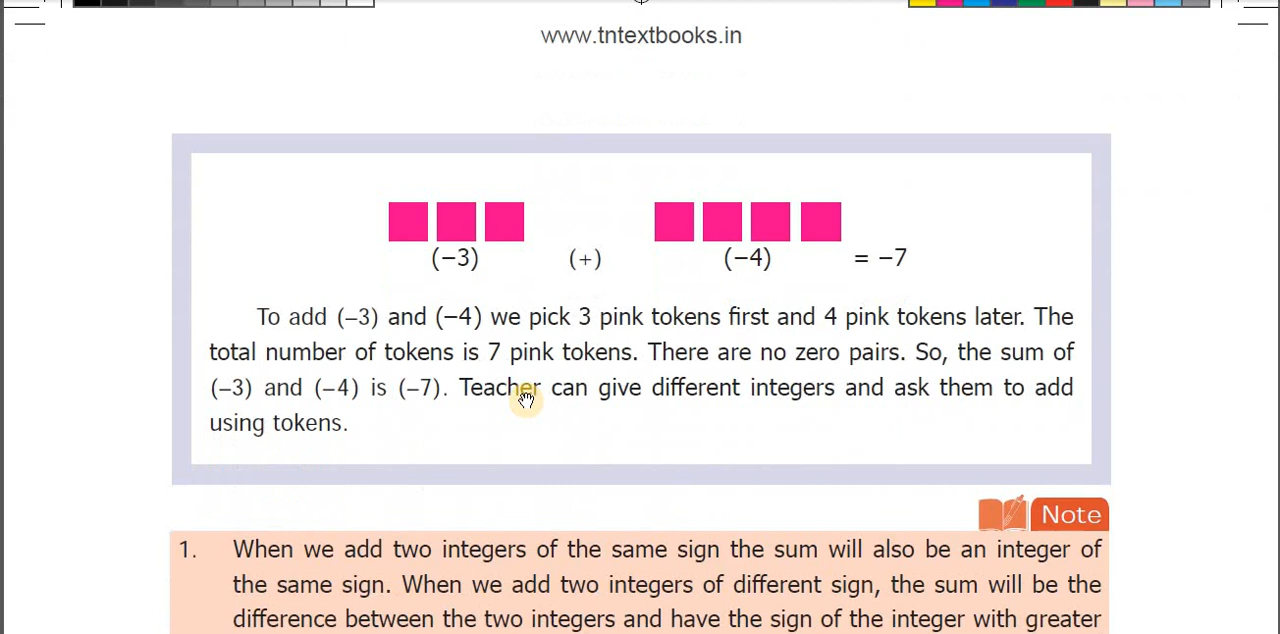 www.tntextbooks.in
(−3) (+) (−4) = −7
To add (−3) and (−4) we pick 3 pink tokens first and 4 pink tokens later. The
total number of tokens is 7 pink tokens. There are no zero pairs. So, the sum of
(−3) and (−4) is (−7). Teacher can give different integers and ask them to add
using tokens.
Note
1. When we add two integers of the same sign the sum will also be an integer of
the same sign. When we add two integers of different sign, the sum will be the
difference between the two integers and have the sign of the integer with greater